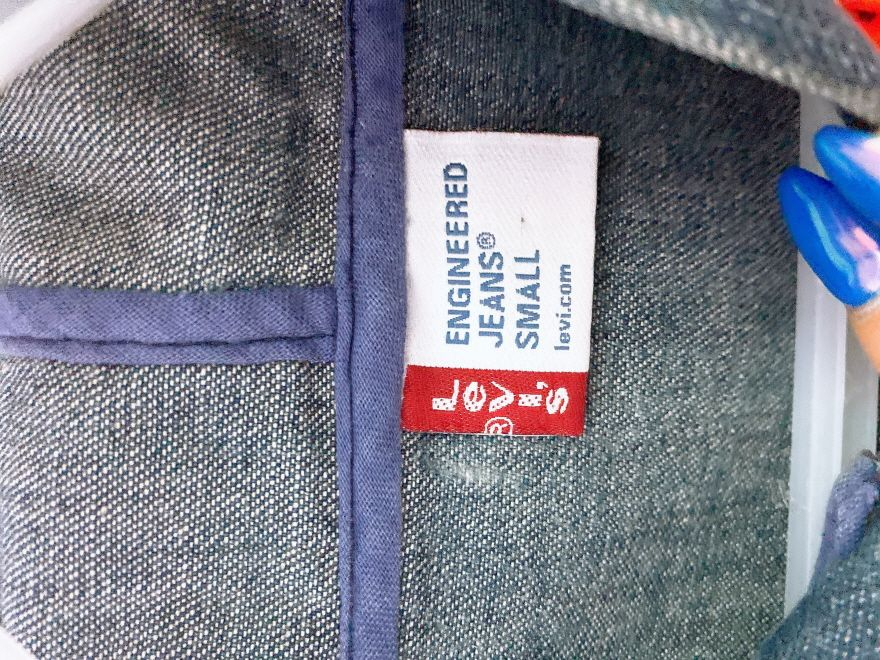 Levi's
®
ENGINEERED
JEANS®
SMALL
levi.com